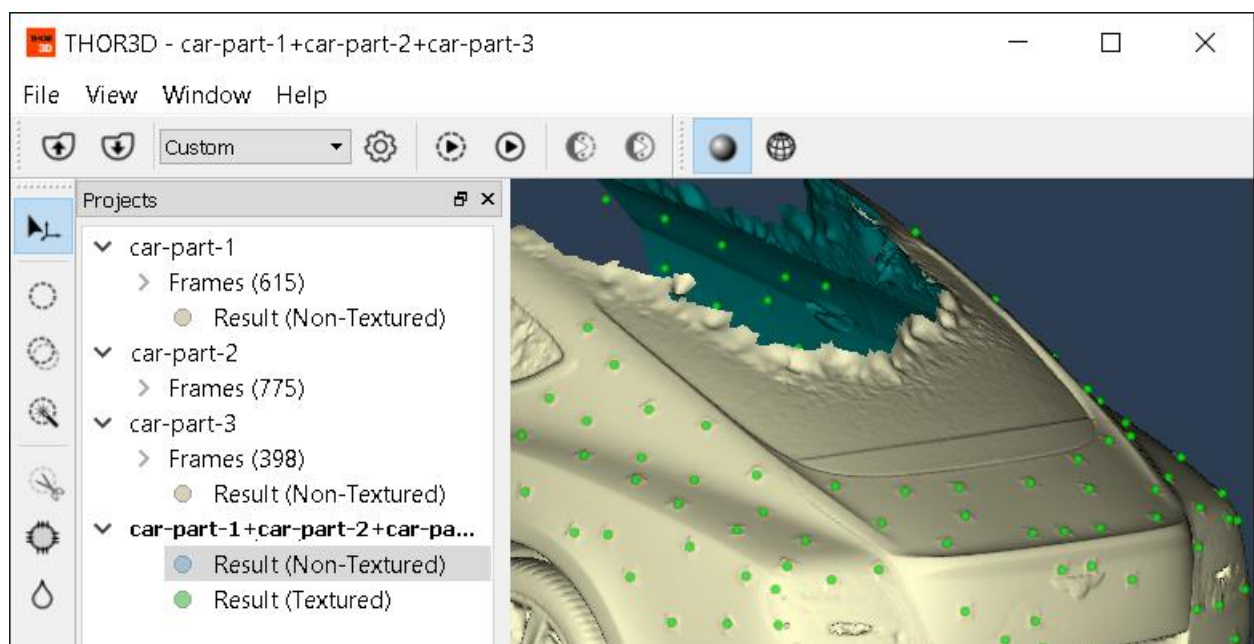 THOR3D - car-part-1+car-part-2+car-part-3
File View Window Help
Custom
Projects
car-part-1
Frames (615)
Result (Non-Textured)
car-part-2
Frames (775)
car-part-3
Frames (398)
Result (Non-Textured)
car-part-1+car-part-2+car-pa...
Result (Non-Textured)
Result (Textured)